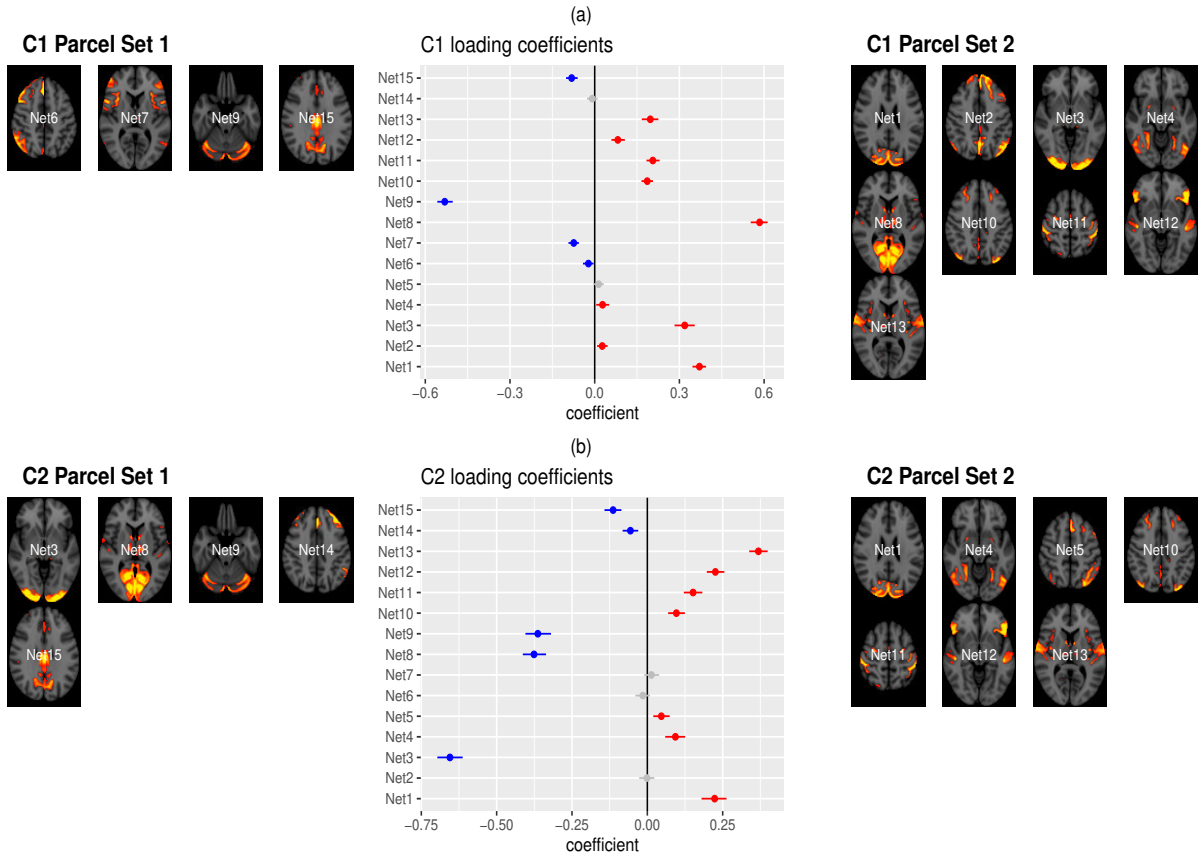 (a)
C1 Parcel Set 1
Net6 Net7 Net9 Net15
C1 loading coefficients
Net15
Net14
Net13
Net12
Net11
Net10
Net9
Net8
Net7
Net6
Net5
Net4
Net3
Net2
Net1
−0.6 −0.3 0.0 0.3 0.6
coefficient
C1 Parcel Set 2
Net1 Net2 Net3 Net4
Net8 Net10 Net11 Net12
Net13
(b)
C2 Parcel Set 1
Net3 Net8 Net9 Net14
Net15
C2 loading coefficients
Net15
Net14
Net13
Net12
Net11
Net10
Net9
Net8
Net7
Net6
Net5
Net4
Net3
Net2
Net1
−0.75 −0.50 −0.25 0.00 0.25
coefficient
C2 Parcel Set 2
Net1 Net4 Net5 Net10
Net11 Net12 Net13